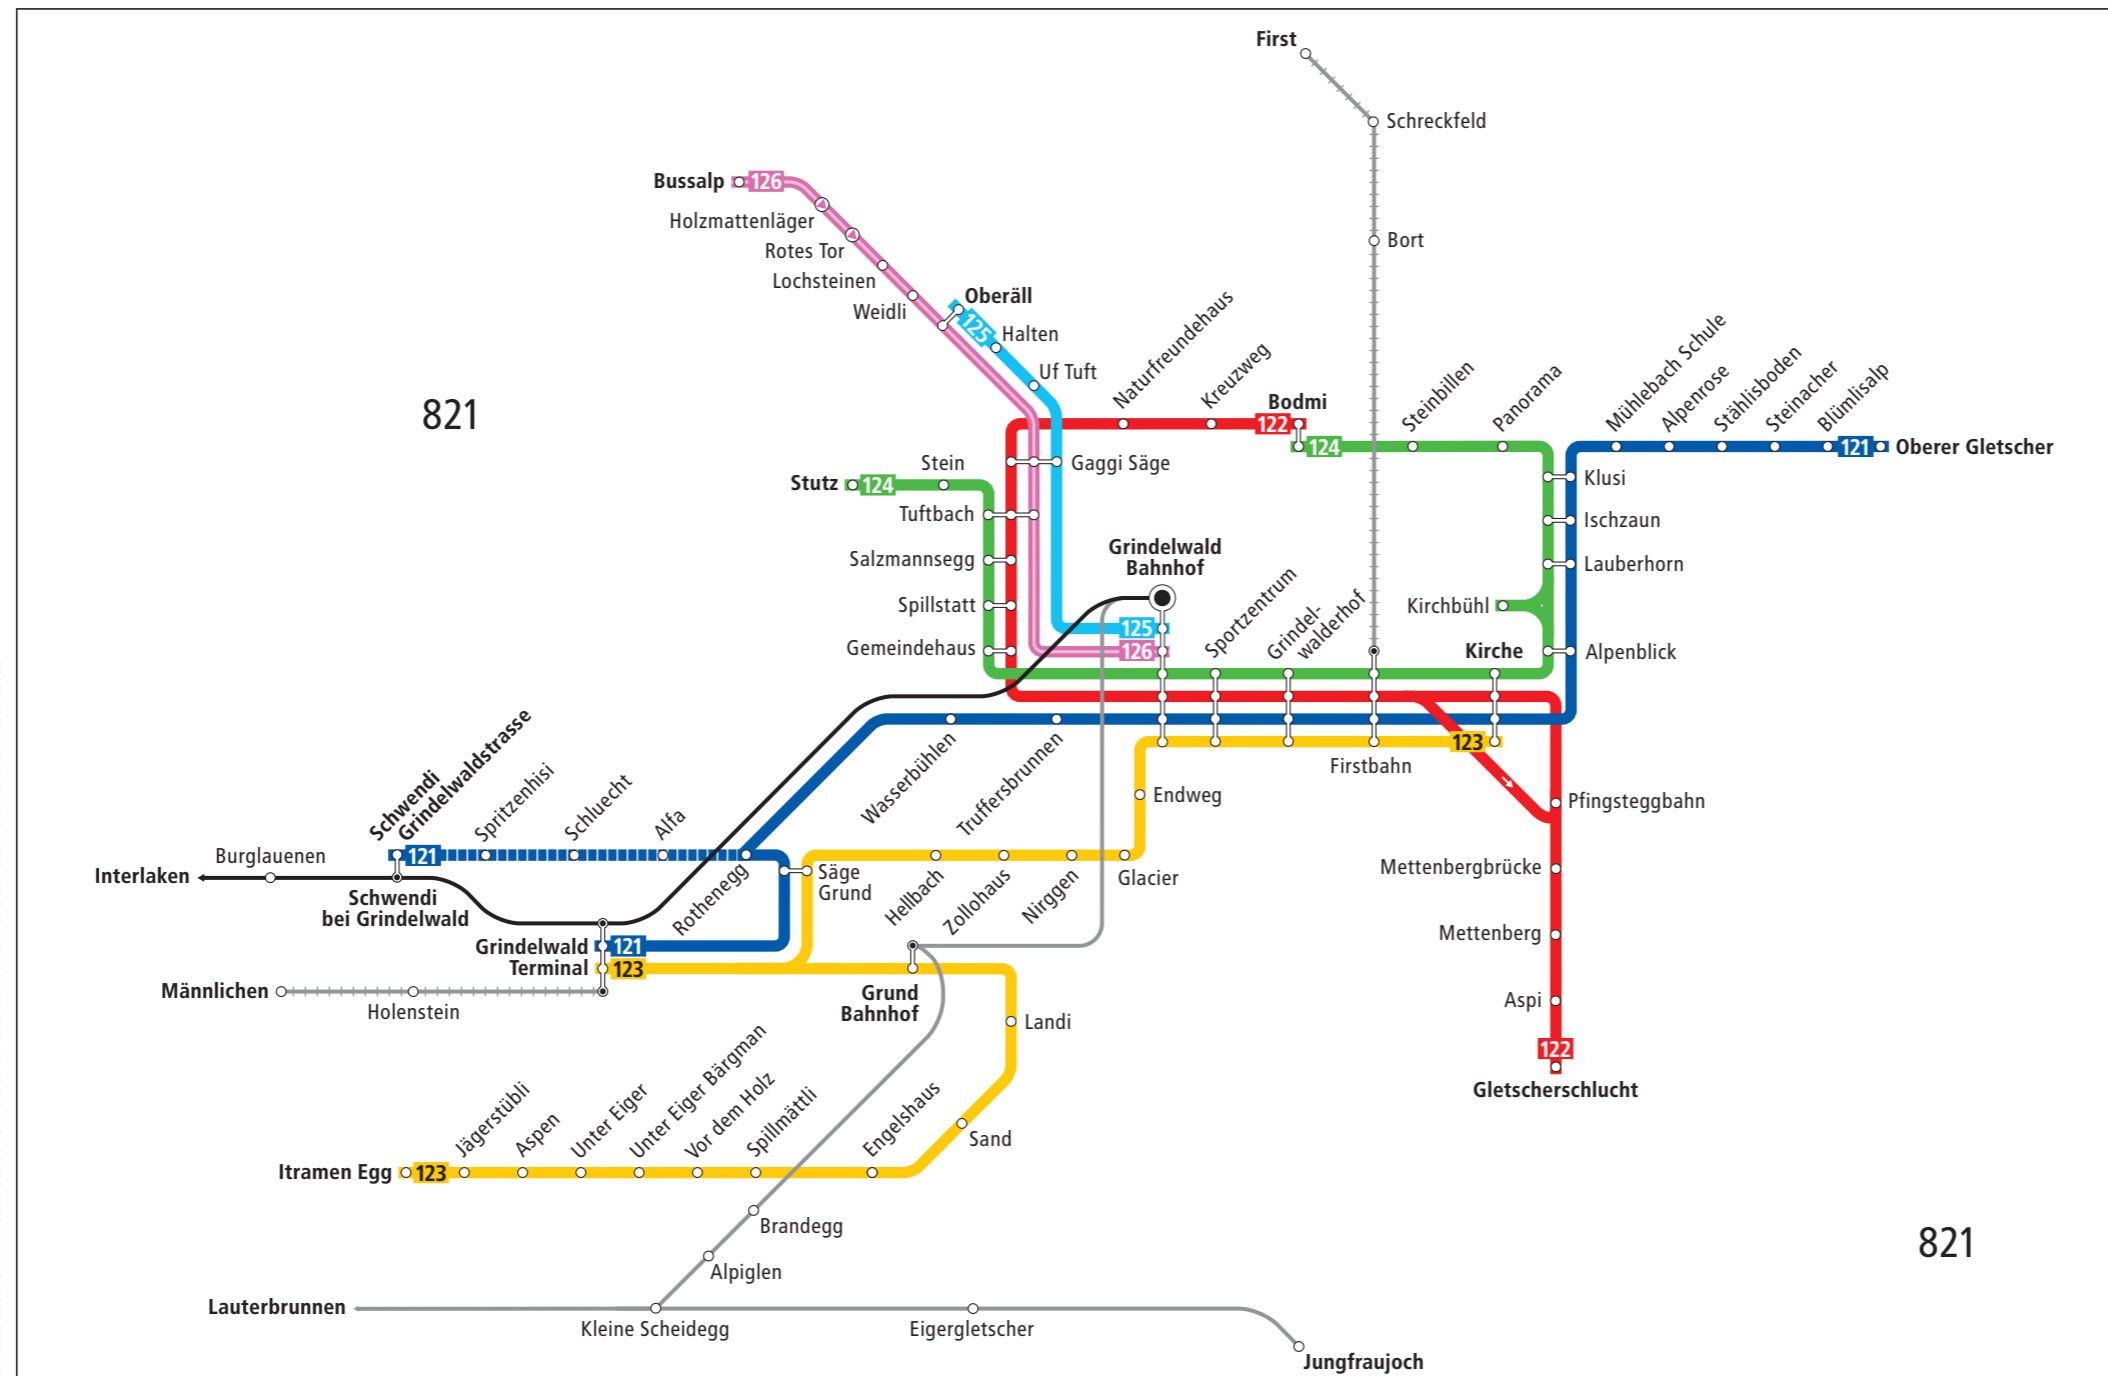 First
Schreckfeld
Bussalp
126
Holzmattenläger
Rotes Tor
Bort
Lochsteinen
Weidli
Oberäll
125
Halten
Uf Tuft
Naturfreundehaus
Kreuzweg
Bodmi
122
124
Steinbillen
Panorama
Mühlebach Schule
Alpenrose
Stählisboden
Steinacher
Blümlisalp
121
Oberer Gletscher
821
Stein
Gaggi Säge
Klusi
Stutz
124
Tuftbach
Ischzaun
Salzmannsegg
Grindelwald
Bahnhof
Lauberhorn
Spillstatt
Kirchbühl
125
Gemeindehaus
126
Sportzentrum
Grindel-
walderhof
Kirche
Alpenblick
Schwendi
Grindelwaldstrasse
Spritzenhisi
Schluecht
Alfa
Wasserbühlen
Truffersbrunnen
123
Firstbahn
Endweg
Pfingsteggbahn
Burglauenen
121
Interlaken
Schwendi
bei Grindelwald
Rothenegg
Säge
Grund
Hellbach
Zollohaus
Nirggen
Glacier
Mettenbergbrücke
Grindelwald
Terminal
121
123
Mettenberg
Männlichen
Holenstein
Grund
Bahnhof
Aspi
Landi
122
Gletscherschlucht
Jägerstübli
Aspen
Unter Eiger
Unter Eiger Bärgman
Vor dem Holz
Spillmättli
Engelshaus
Sand
Itramen Egg
123
Brandegg
821
Alpiglen
Lauterbrunnen
Kleine Scheidegg
Eigergletscher
Jungfraujoch